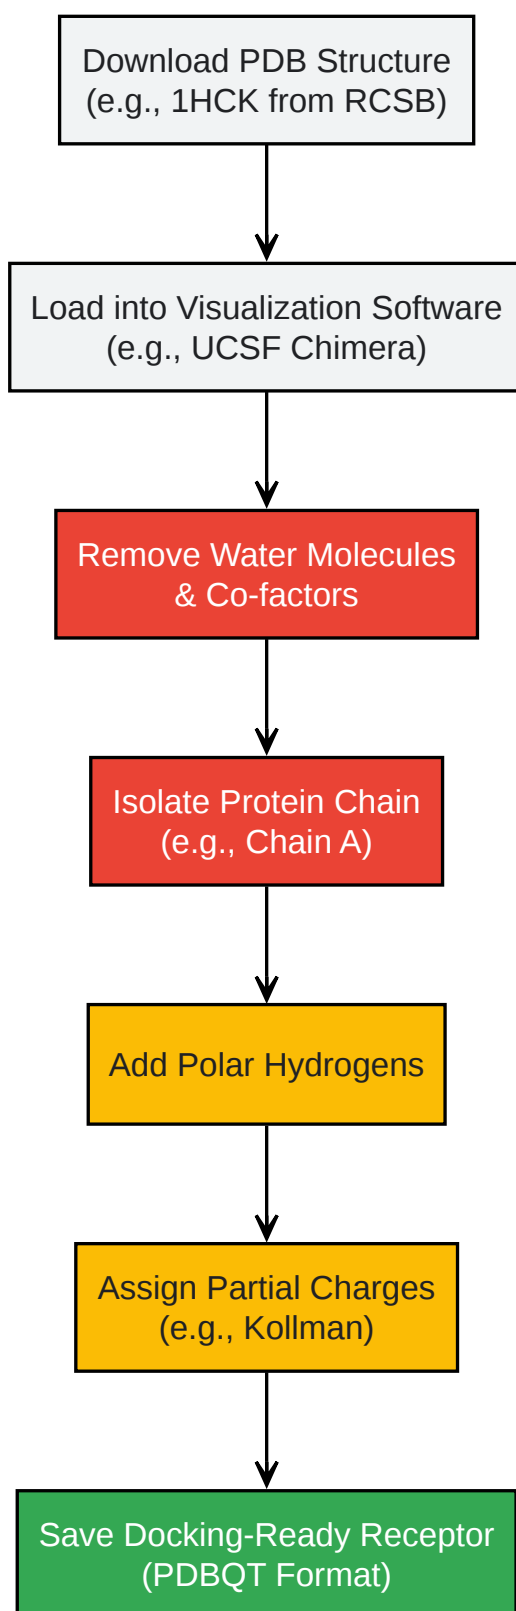 Download PDB Structure
(e.g., 1HCK from RCSB)
Load into Visualization Software
(e.g., UCSF Chimera)
Remove Water Molecules
& Co-factors
Isolate Protein Chain
(e.g., Chain A)
Add Polar Hydrogens
Assign Partial Charges
(e.g., Kollman)
Save Docking-Ready Receptor
(PDBQT Format)